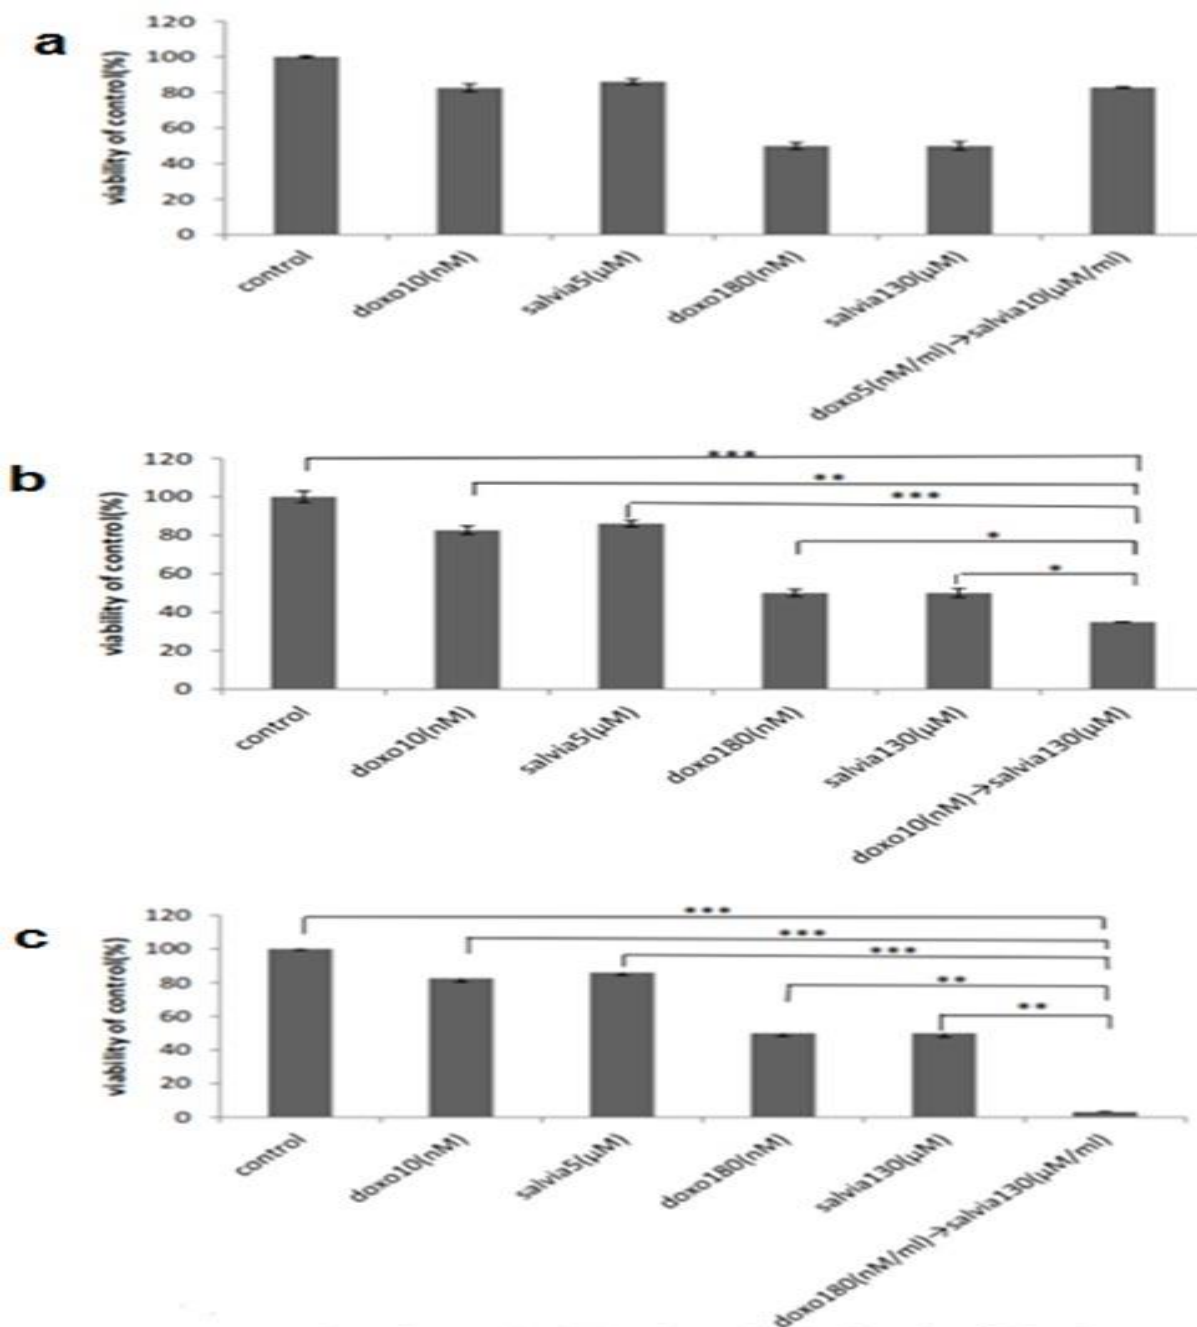 a
viability of control(%)
120
100
80
60
40
20
0
control
doxo10(nM)
salvia5(µM)
doxo180(nM)
salvia130(µM)
doxo5(nM/ml)→salvia10(µM/ml)
b
viability of control(%)
120
100
80
60
40
20
0
***
**
***
*
*
control
doxo10(nM)
salvia5(µM)
doxo180(nM)
salvia130(µM)
doxo10(nM)→salvia130(µM)
c
viability of control(%)
120
100
80
60
40
20
0
***
***
***
**
**
control
doxo10(nM)
salvia5(µM)
doxo180(nM)
salvia130(µM)
doxo180(nM/ml)→salvia130(µM/ml)